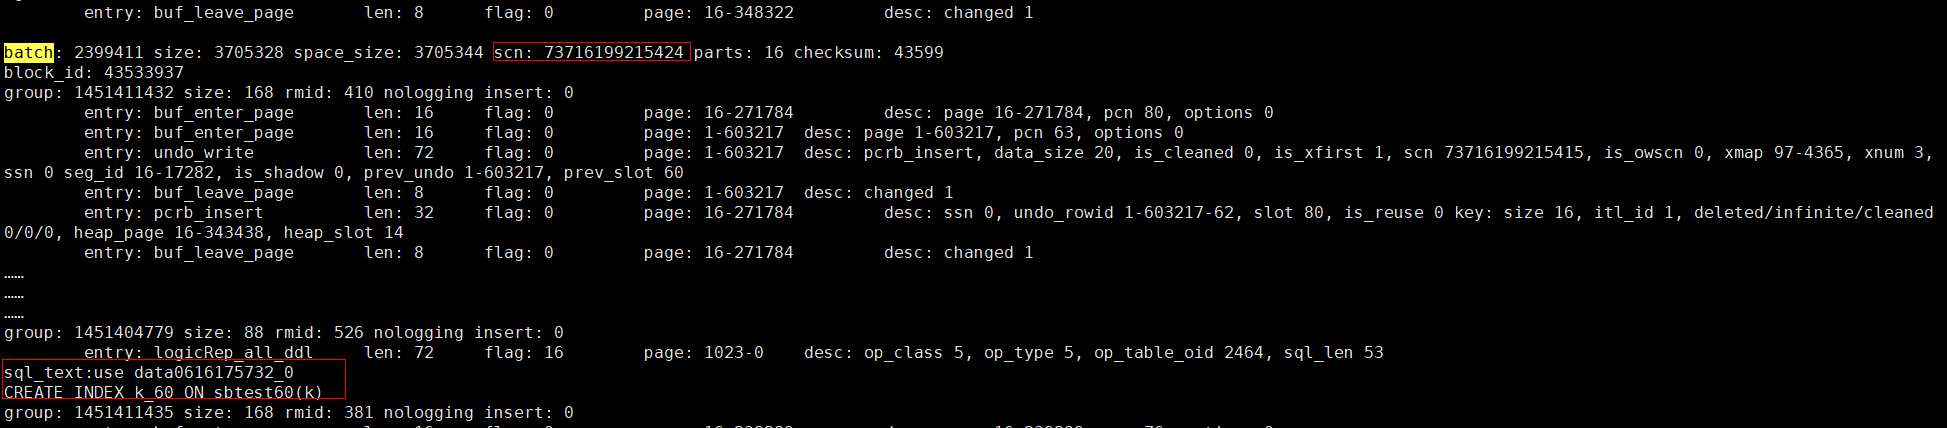 entry: buf_leave_page len: 8 flag: 0 page: 16-348322 desc: changed 1
batch: 2399411 size: 3705328 space_size: 3705344 scn: 73716199215424 parts: 16 checksum: 43599
block_id: 43533937
group: 1451411432 size: 168 rmid: 410 nologging insert: 0
entry: buf_enter_page len: 16 flag: 0 page: 16-271784 desc: page 16-271784, pcn 80, options 0
entry: buf_enter_page len: 16 flag: 0 page: 1-603217 desc: page 1-603217, pcn 63, options 0
entry: undo_write len: 72 flag: 0 page: 1-603217 desc: pcrb_insert, data_size 20, is_cleaned 0, is_xfirst 1, scn 73716199215415, is_owscn 0, xmap 97-4365, xnum 3,
ssn 0 seg_id 16-17282, is_shadow 0, prev_undo 1-603217, prev_slot 60
entry: buf_leave_page len: 8 flag: 0 page: 1-603217 desc: changed 1
entry: pcrb_insert len: 32 flag: 0 page: 16-271784 desc: ssn 0, undo_rowid 1-603217-62, slot 80, is_reuse 0 key: size 16, itl_id 1, deleted/infinite/cleaned
0/0/0, heap_page 16-343438, heap_slot 14
entry: buf_leave_page len: 8 flag: 0 page: 16-271784 desc: changed 1
……
……
……
group: 1451404779 size: 88 rmid: 526 nologging insert: 0
entry: logicRep_all_ddl len: 72 flag: 16 page: 1023-0 desc: op_class 5, op_type 5, op_table_oid 2464, sql_len 53
sql_text:use data0616175732_0
CREATE INDEX k_60 ON sbtest60(k)
group: 1451411435 size: 168 rmid: 381 nologging insert: 0